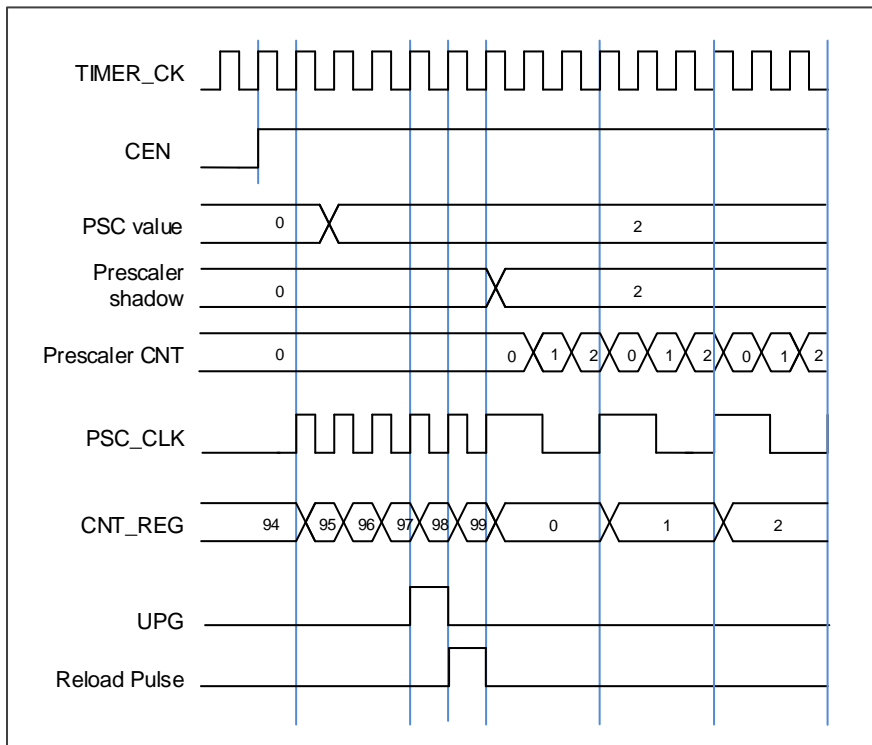 TIMER_CK
CEN
PSC value 0 2
Prescaler
shadow 0 2
Prescaler CNT 0 0 1 2 0 1 2 0 1 2
PSC_CLK
CNT_REG 94 95 96 97 98 99 0 1 2
UPG
Reload Pulse